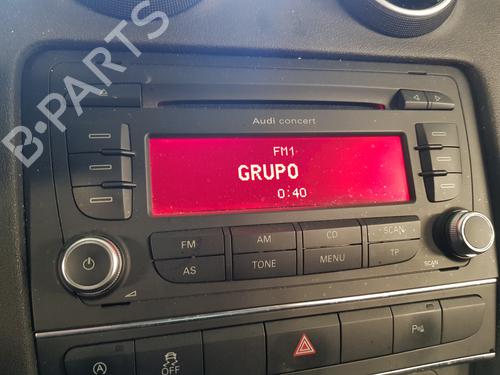 B-PARTS
Audi concert
FM1
GRUPO
0:40
FM
AM
CD
SCAN
AS
TONE
MENU
TP
SCAN
A
OFF
P